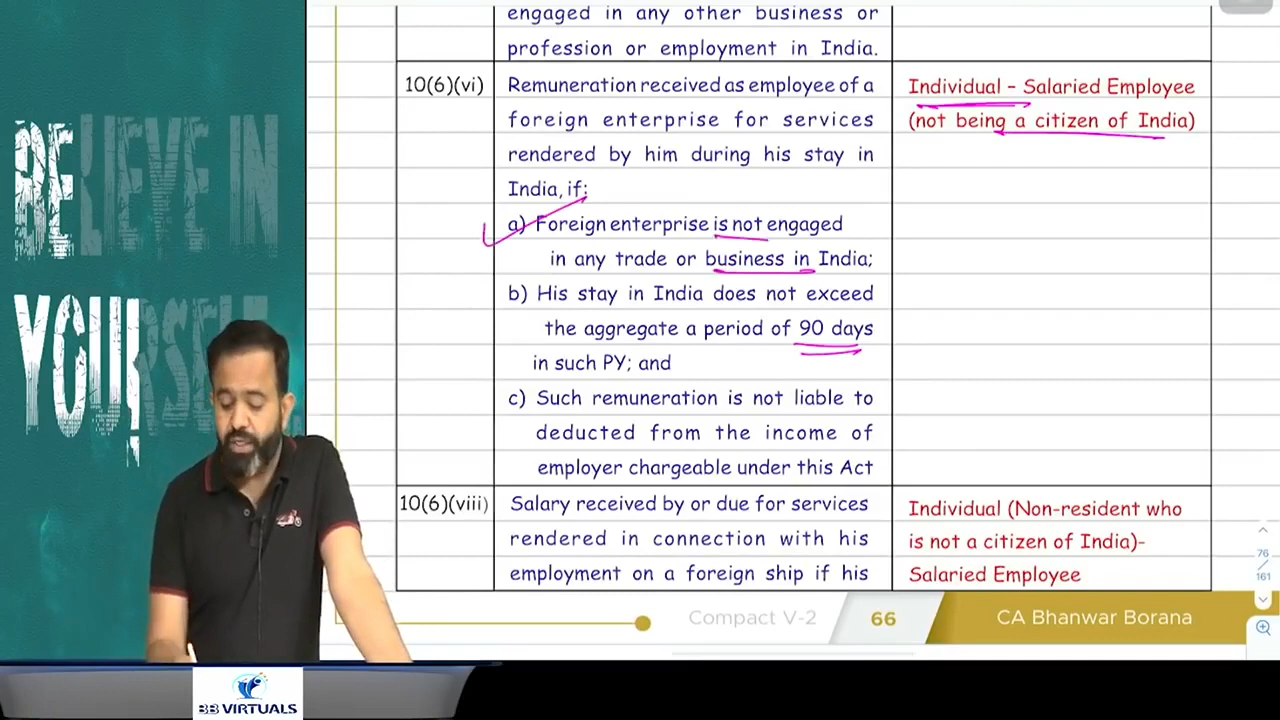 BELIEVE IN
YOURSELF
engaged in any other business or
profession or employment in India.
10(6)(vi)
Remuneration received as employee of a
foreign enterprise for services
rendered by him during his stay in
India, if:
a) Foreign enterprise is not engaged
in any trade or business in India;
b) His stay in India does not exceed
the aggregate a period of 90 days
in such PY; and
c) Such remuneration is not liable to
deducted from the income of
employer chargeable under this Act
Individual – Salaried Employee
(not being a citizen of India)
10(6)(viii)
Salary received by or due for services
rendered in connection with his
employment on a foreign ship if his
Individual (Non-resident who
is not a citizen of India)-
Salaried Employee
76
161
Compact V-2
66
CA Bhanwar Borana
BB VIRTUALS